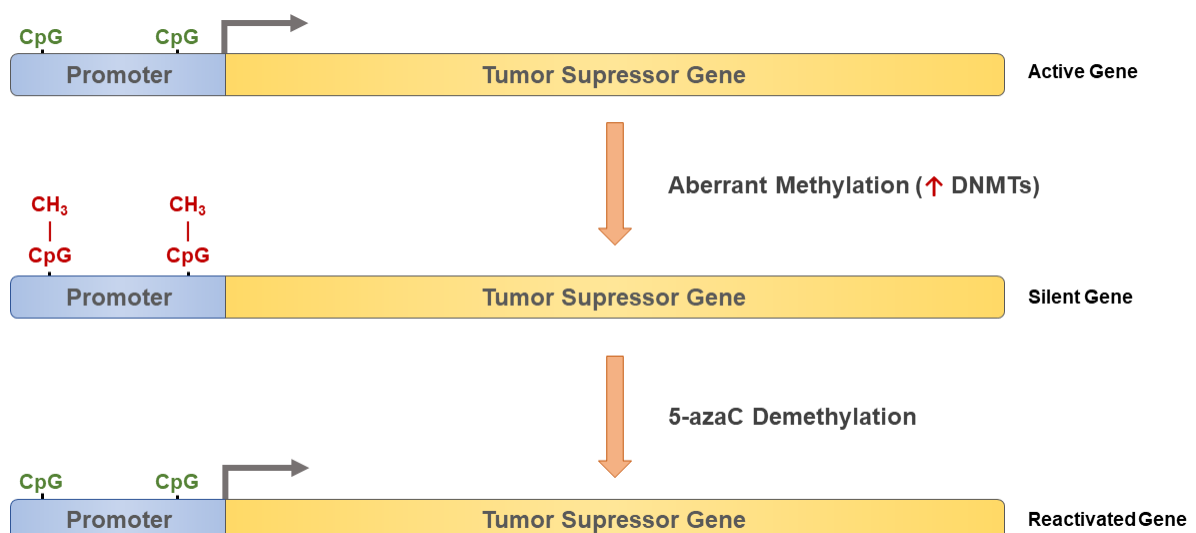 CpG CpG
Promoter Tumor Supressor Gene Active Gene
Aberrant Methylation (↑ DNMTs)
CH₃ CH₃
CpG CpG
Promoter Tumor Supressor Gene Silent Gene
5-azaC Demethylation
CpG CpG
Promoter Tumor Supressor Gene Reactivated Gene